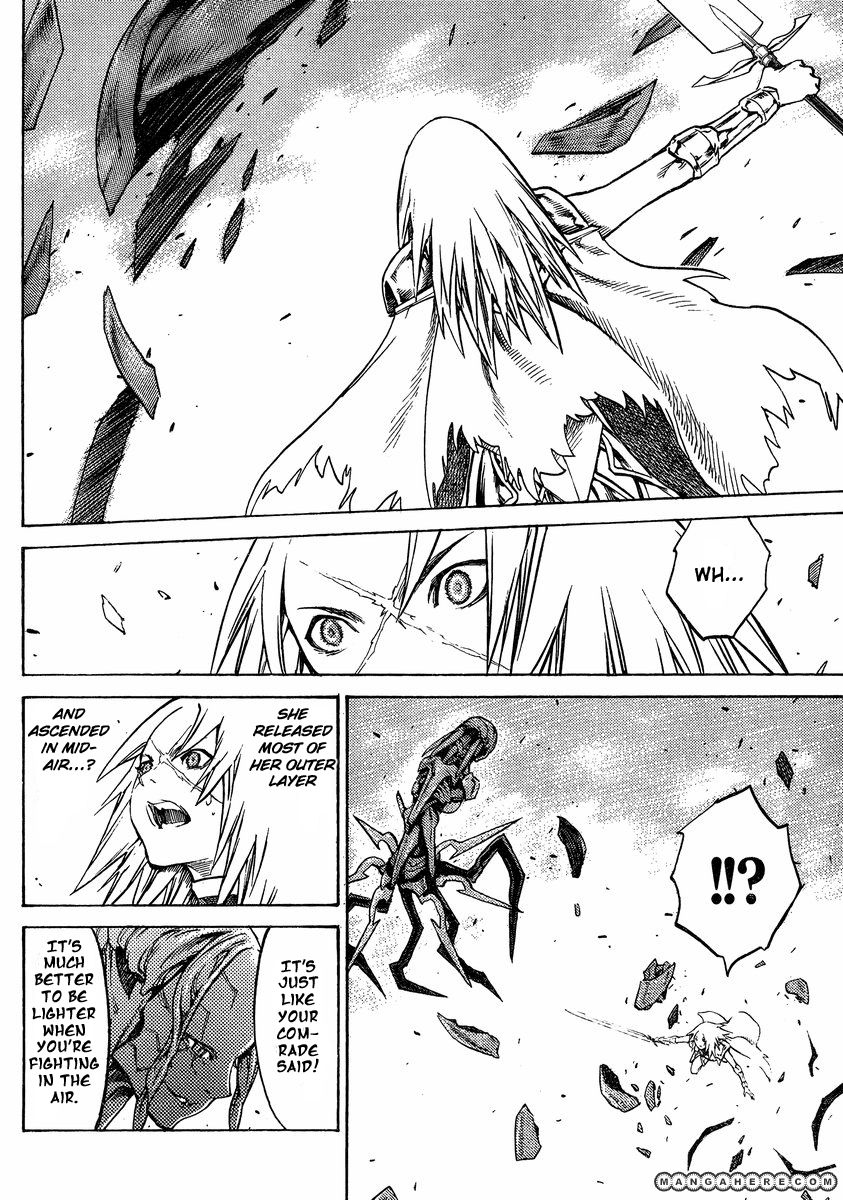 WH...
!!?
SHE
RELEASED
MOST OF
HER OUTER
LAYER
AND
ASCENDED
IN MID-
AIR...?
IT'S
JUST
LIKE
YOUR
COM-
RADE
SAID!
IT'S
MUCH
BETTER
TO BE
LIGHTER
WHEN
YOU'RE
FIGHTING
IN THE
AIR.
MANGAHERE.COM